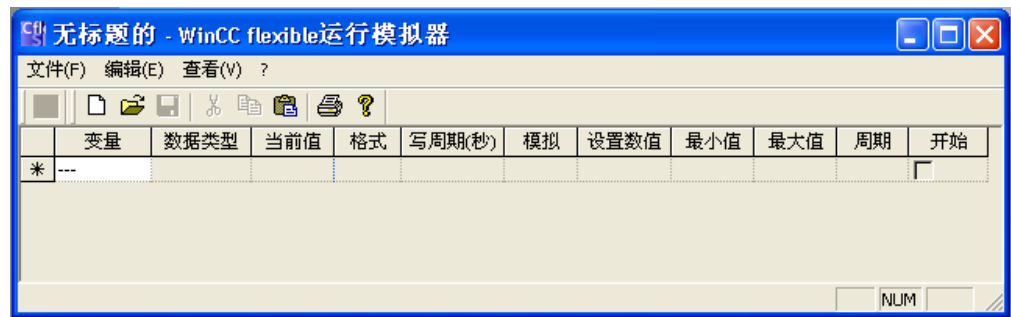 无标题的 - WinCC flexible运行模拟器
文件(F) 编辑(E) 查看(V) ?
变量 数据类型 当前值 格式 写周期(秒) 模拟 设置数值 最小值 最大值 周期 开始
* ---
NUM